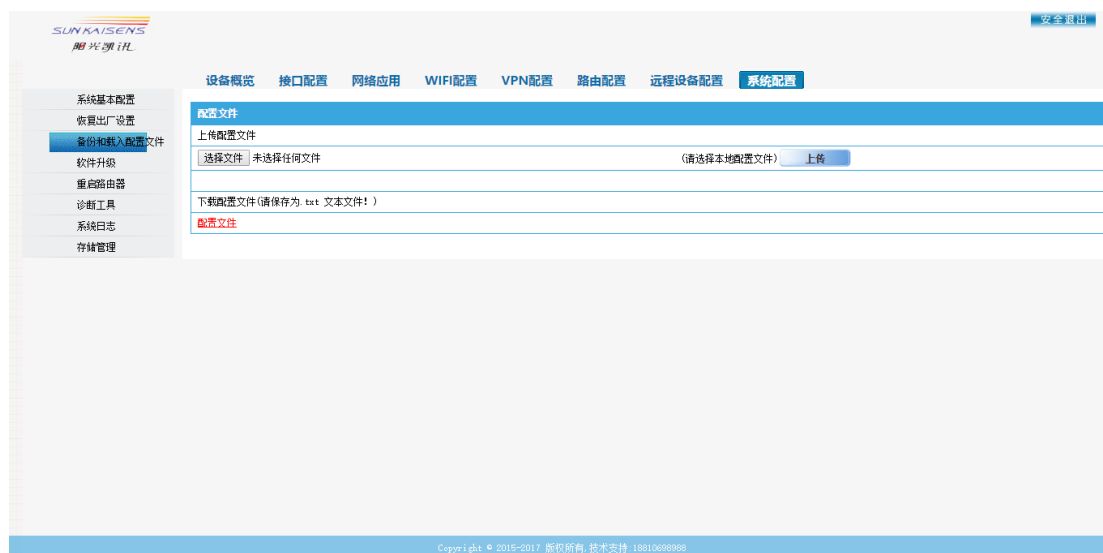 安全退出
SUNKAISENS
阳光凯讯
设备概览 接口配置 网络应用 WIFI配置 VPN配置 路由配置 远程设备配置 系统配置
系统基本配置
恢复出厂设置
备份和载入配置文件
软件升级
重启路由器
诊断工具
系统日志
存储管理
配置文件
上传配置文件
选择文件 未选择任何文件 (请选择本地配置文件) 上传
下载配置文件(请保存为.txt 文本文件！)
配置文件
Copyright © 2015-2017 版权所有,技术支持:18810698988